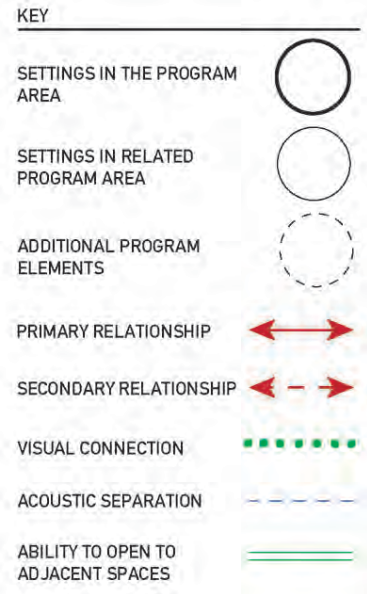 KEY
SETTINGS IN THE PROGRAM
AREA
SETTINGS IN RELATED
PROGRAM AREA
ADDITIONAL PROGRAM
ELEMENTS
PRIMARY RELATIONSHIP
SECONDARY RELATIONSHIP
VISUAL CONNECTION
ACOUSTIC SEPARATION
ABILITY TO OPEN TO
ADJACENT SPACES